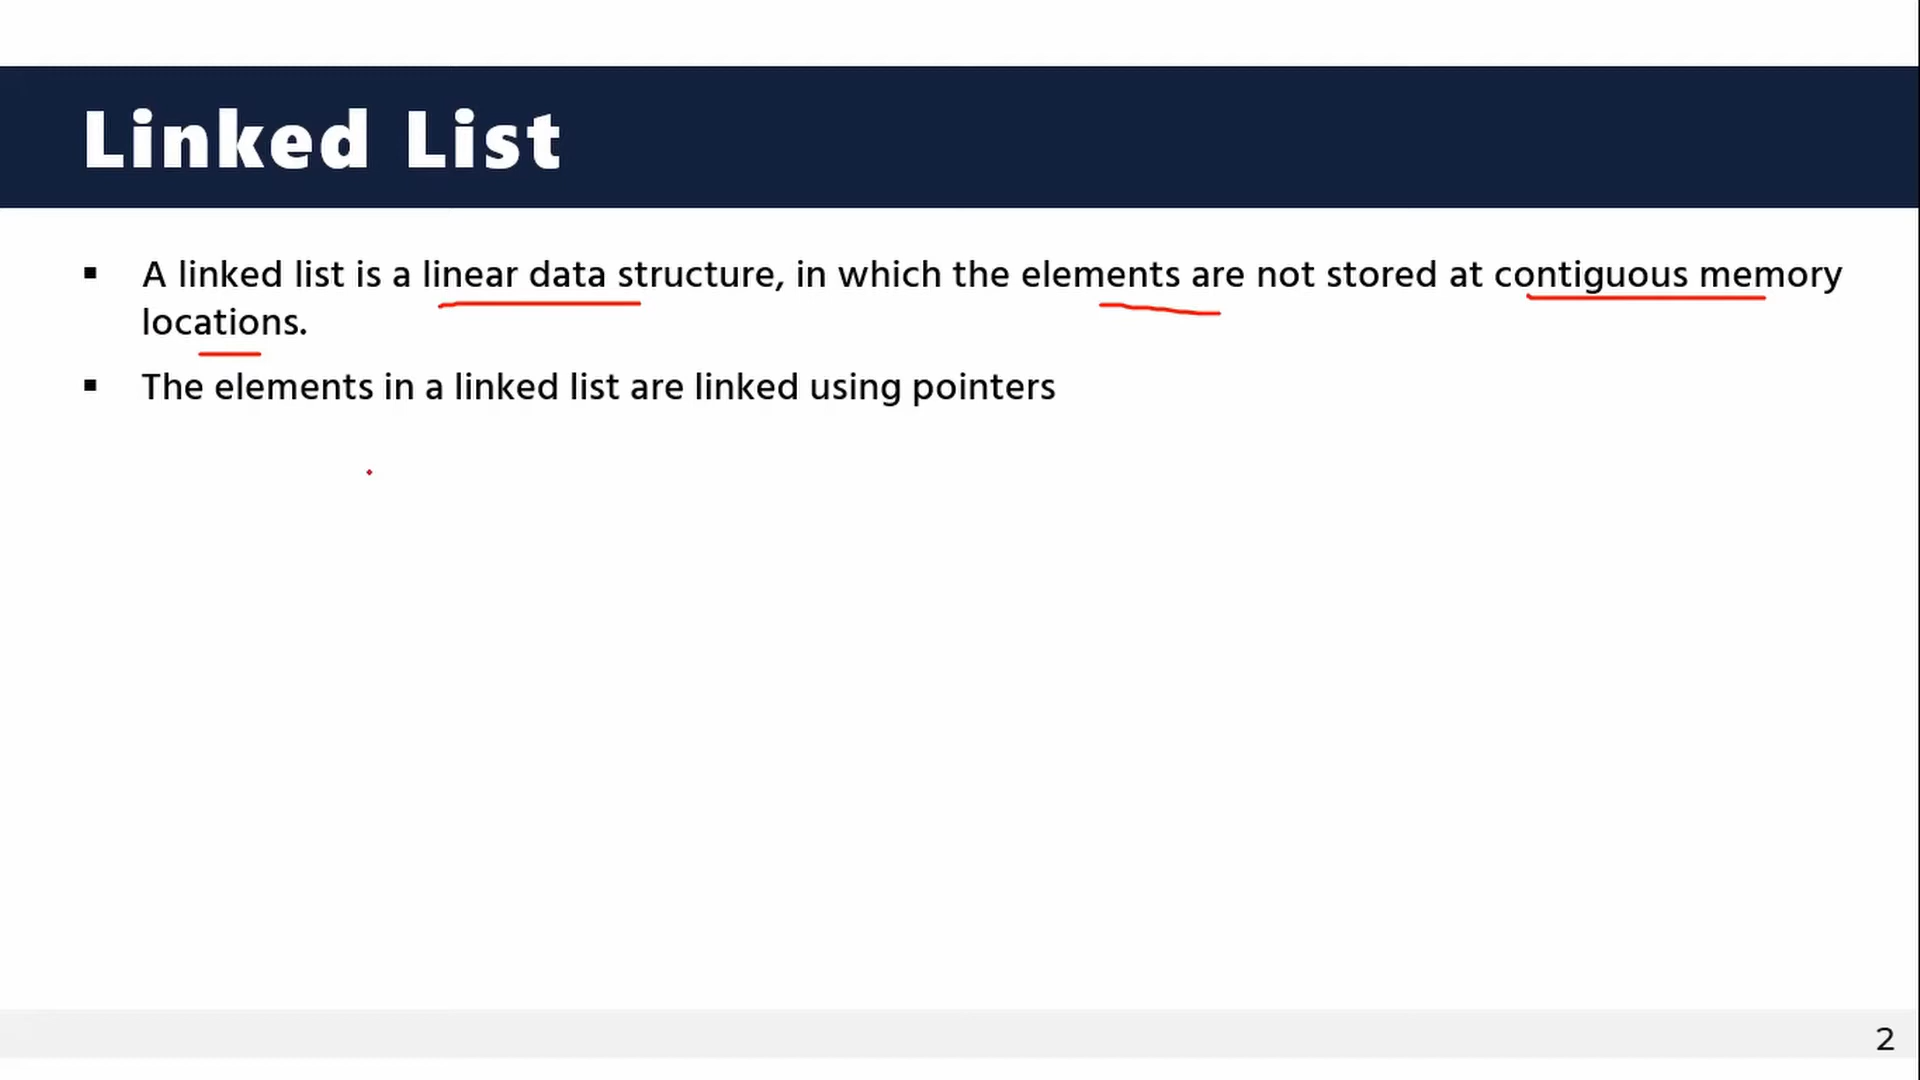 Linked List
▪ A linked list is a linear data structure, in which the elements are not stored at contiguous memory
locations.
▪ The elements in a linked list are linked using pointers
2